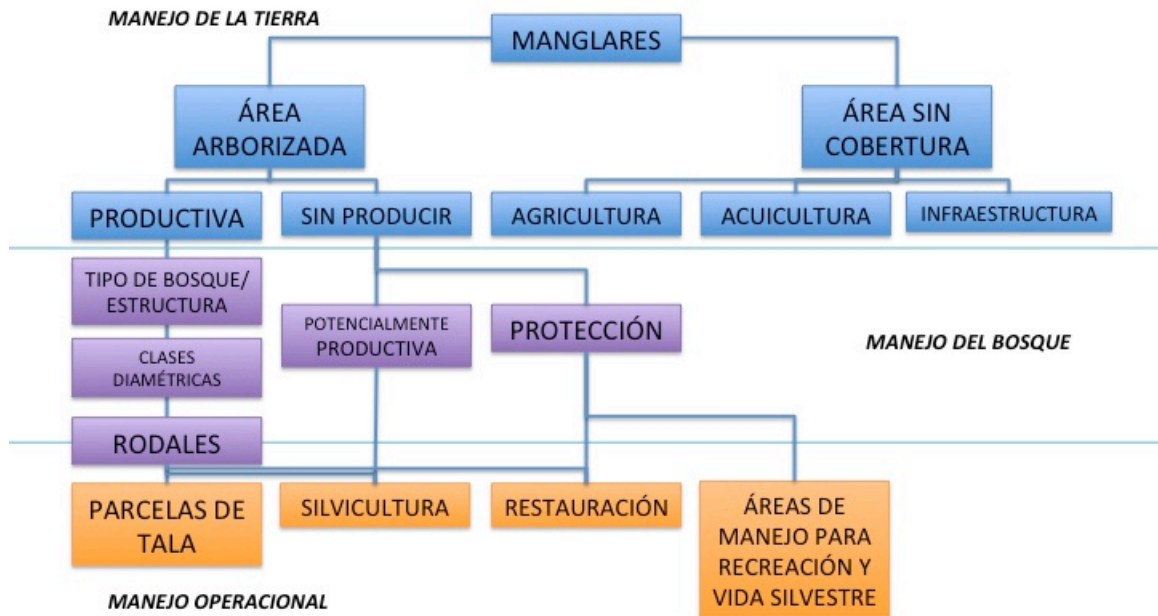 MANEJO DE LA TIERRA
MANGLARES
ÁREA
ARBORIZADA
ÁREA SIN
COBERTURA
PRODUCTIVA
SIN PRODUCIR
AGRICULTURA
ACUICULTURA
INFRAESTRUCTURA
TIPO DE BOSQUE/
ESTRUCTURA
POTENCIALMENTE
PRODUCTIVA
PROTECCIÓN
MANEJO DEL BOSQUE
CLASES
DIAMÉTRICAS
RODALES
PARCELAS DE
TALA
SILVICULTURA
RESTAURACIÓN
ÁREAS DE
MANEJO PARA
RECREACIÓN Y
VIDA SILVESTRE
MANEJO OPERACIONAL